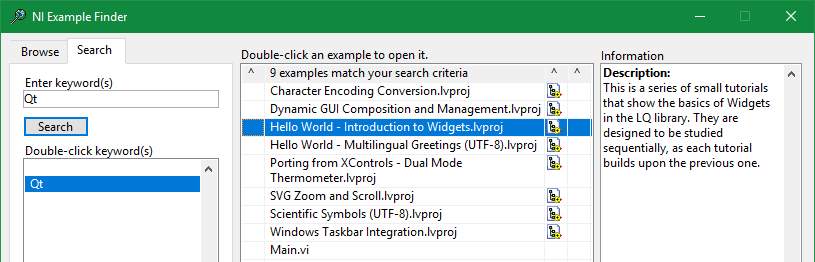 NI Example Finder
Browse
Search
Enter keyword(s)
Qt
Search
Double-click keyword(s)
Qt
Double-click an example to open it.
^ 9 examples match your search criteria ^ ^
Character Encoding Conversion.lvproj
Dynamic GUI Composition and Management.lvproj
Hello World - Introduction to Widgets.lvproj
Hello World - Multilingual Greetings (UTF-8).lvproj
Porting from XControls - Dual Mode
Thermometer.lvproj
SVG Zoom and Scroll.lvproj
Scientific Symbols (UTF-8).lvproj
Windows Taskbar Integration.lvproj
Main.vi
Information
Description:
This is a series of small tutorials
that show the basics of Widgets
in the LQ library. They are
designed to be studied
sequentially, as each tutorial
builds upon the previous one.